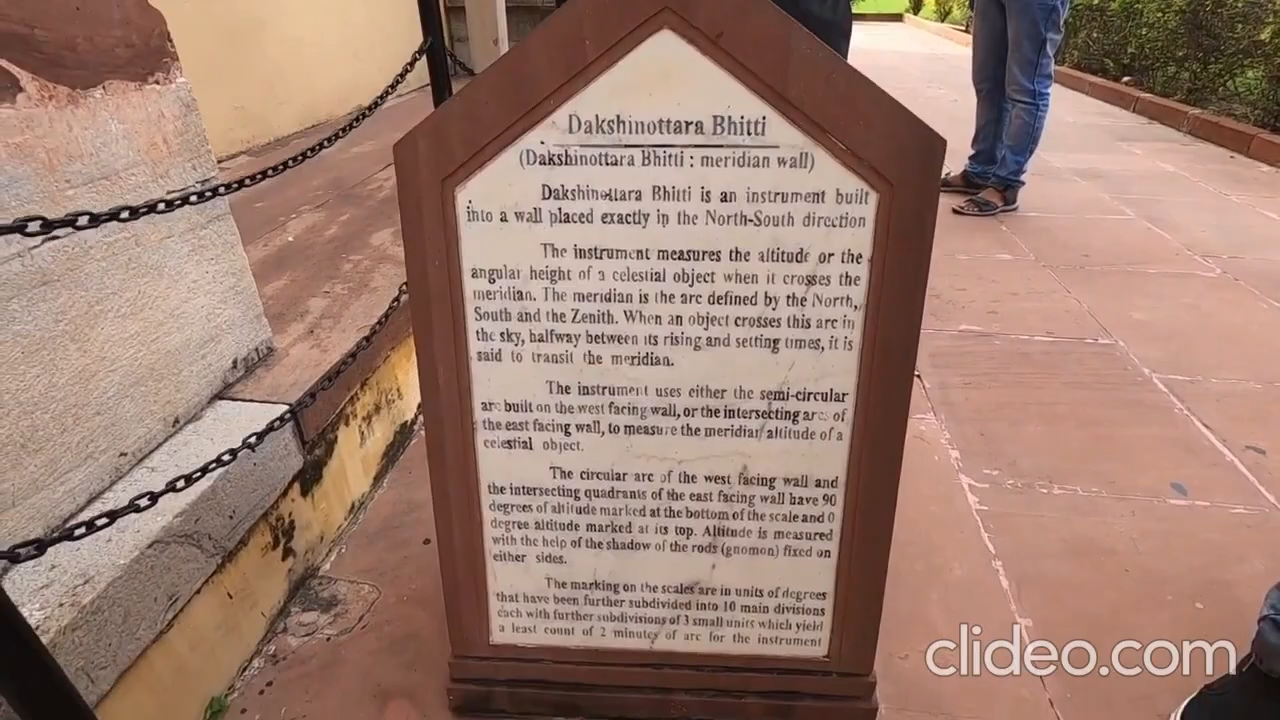 Dakshinottara Bhitti
(Dakshinottara Bhitti : meridian wall)
Dakshinottara Bhitti is an instrument built
into a wall placed exactly in the North-South direction
The instrument measures the altitude or the
angular height of a celestial object when it crosses the
meridian. The meridian is the arc defined by the North,
South and the Zenith. When an object crosses this arc in
the sky, halfway between its rising and setting times, it is
said to transit the meridian.
The instrument uses either the semi-circular
arc built on the west facing wall, or the intersecting arcs of
the east facing wall, to measure the meridian altitude of a
celestial object.
The circular arc of the west facing wall and
the intersecting quadrants of the east facing wall have 90
degrees of altitude marked at the bottom of the scale and 0
degree altitude marked at its top. Altitude is measured
with the help of the shadow of the rods (gnomon) fixed on
either sides.
The marking on the scales are in units of degrees
that have been further subdivided into 10 main divisions
each with further subdivisions of 3 small units which yield
a least count of 2 minutes of arc for the instrument
clideo.com